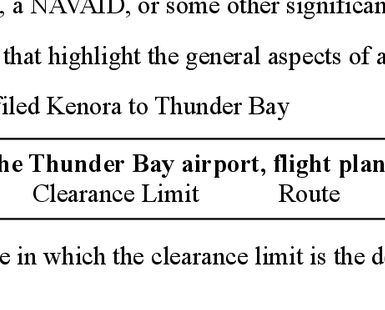 , a NAVAID, or some other significan
that highlight the general aspects of a
filed Kenora to Thunder Bay
he Thunder Bay airport, flight plan
Clearance Limit Route
e in which the clearance limit is the d